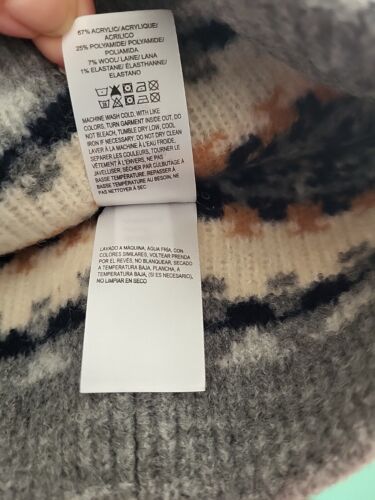 67% ACRYLIC/ ACRYLIQUE/
ACRILICO
25% POLYAMIDE/ POLYAMIDE/
POLIAMIDA
7% WOOL/ LAINE/ LANA
1% ELASTANE/ ÉLASTHANNE/
ELASTANO
MACHINE WASH COLD, WITH LIKE
COLORS, TURN GARMENT INSIDE OUT, DO
NOT BLEACH, TUMBLE DRY LOW, COOL
IRON IF NECESSARY. DO NOT DRY CLEAN
LAVER À LA MACHINE À L'EAU FROIDE,
SEPARER LES COULEURS, TOURNER LE
VÊTEMENT À L'ENVERS, NE PAS
JAVELLISER, SÉCHER PAR CULBUTAGE À
BASSE TEMPÉRATURE, REPASSER À
BASSE TEMPÉRATURE AU BESOIN, NE
PAS NETTOYER À SEC
LAVADO A MAQUINA, AGUA FRIA, CON
COLORES SIMILARES, VOLTEAR PRENDA
POR EL REVÉS, NO BLANQUEAR, SECADO
A TEMPERATURA BAJA, PLANCHA, A
TEMPERATURA BAJA, (SI ES NECESARIO),
NO LIMPIAR EN SECO